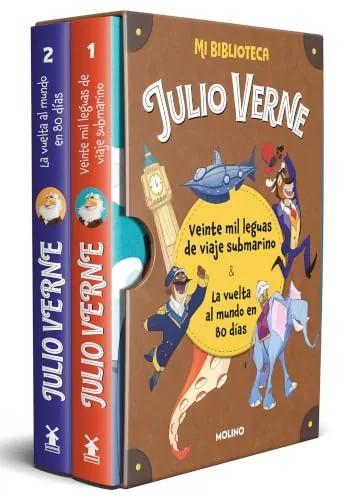 2
La vuelta al mundo
en 80 días
JULIO VERNE
1
Veinte mil leguas de
viaje submarino
JULIO VERNE
MI BIBLIOTECA
JULIO VERNE
Veinte mil leguas
de viaje submarino
&
La vuelta
al mundo en
80 días
MOLINO